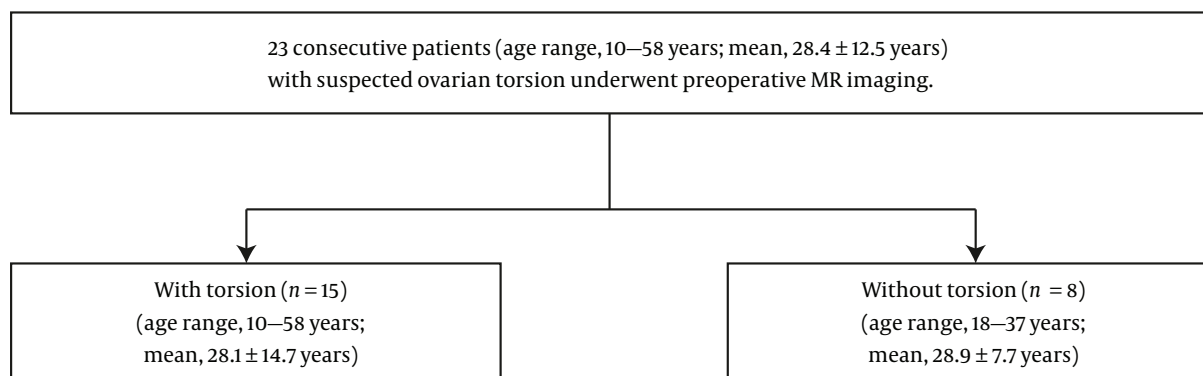 23 consecutive patients (age range, 10–58 years; mean, 28.4 ± 12.5 years)
with suspected ovarian torsion underwent preoperative MR imaging.
With torsion (n = 15)
(age range, 10–58 years;
mean, 28.1 ± 14.7 years)
Without torsion (n = 8)
(age range, 18–37 years;
mean, 28.9 ± 7.7 years)